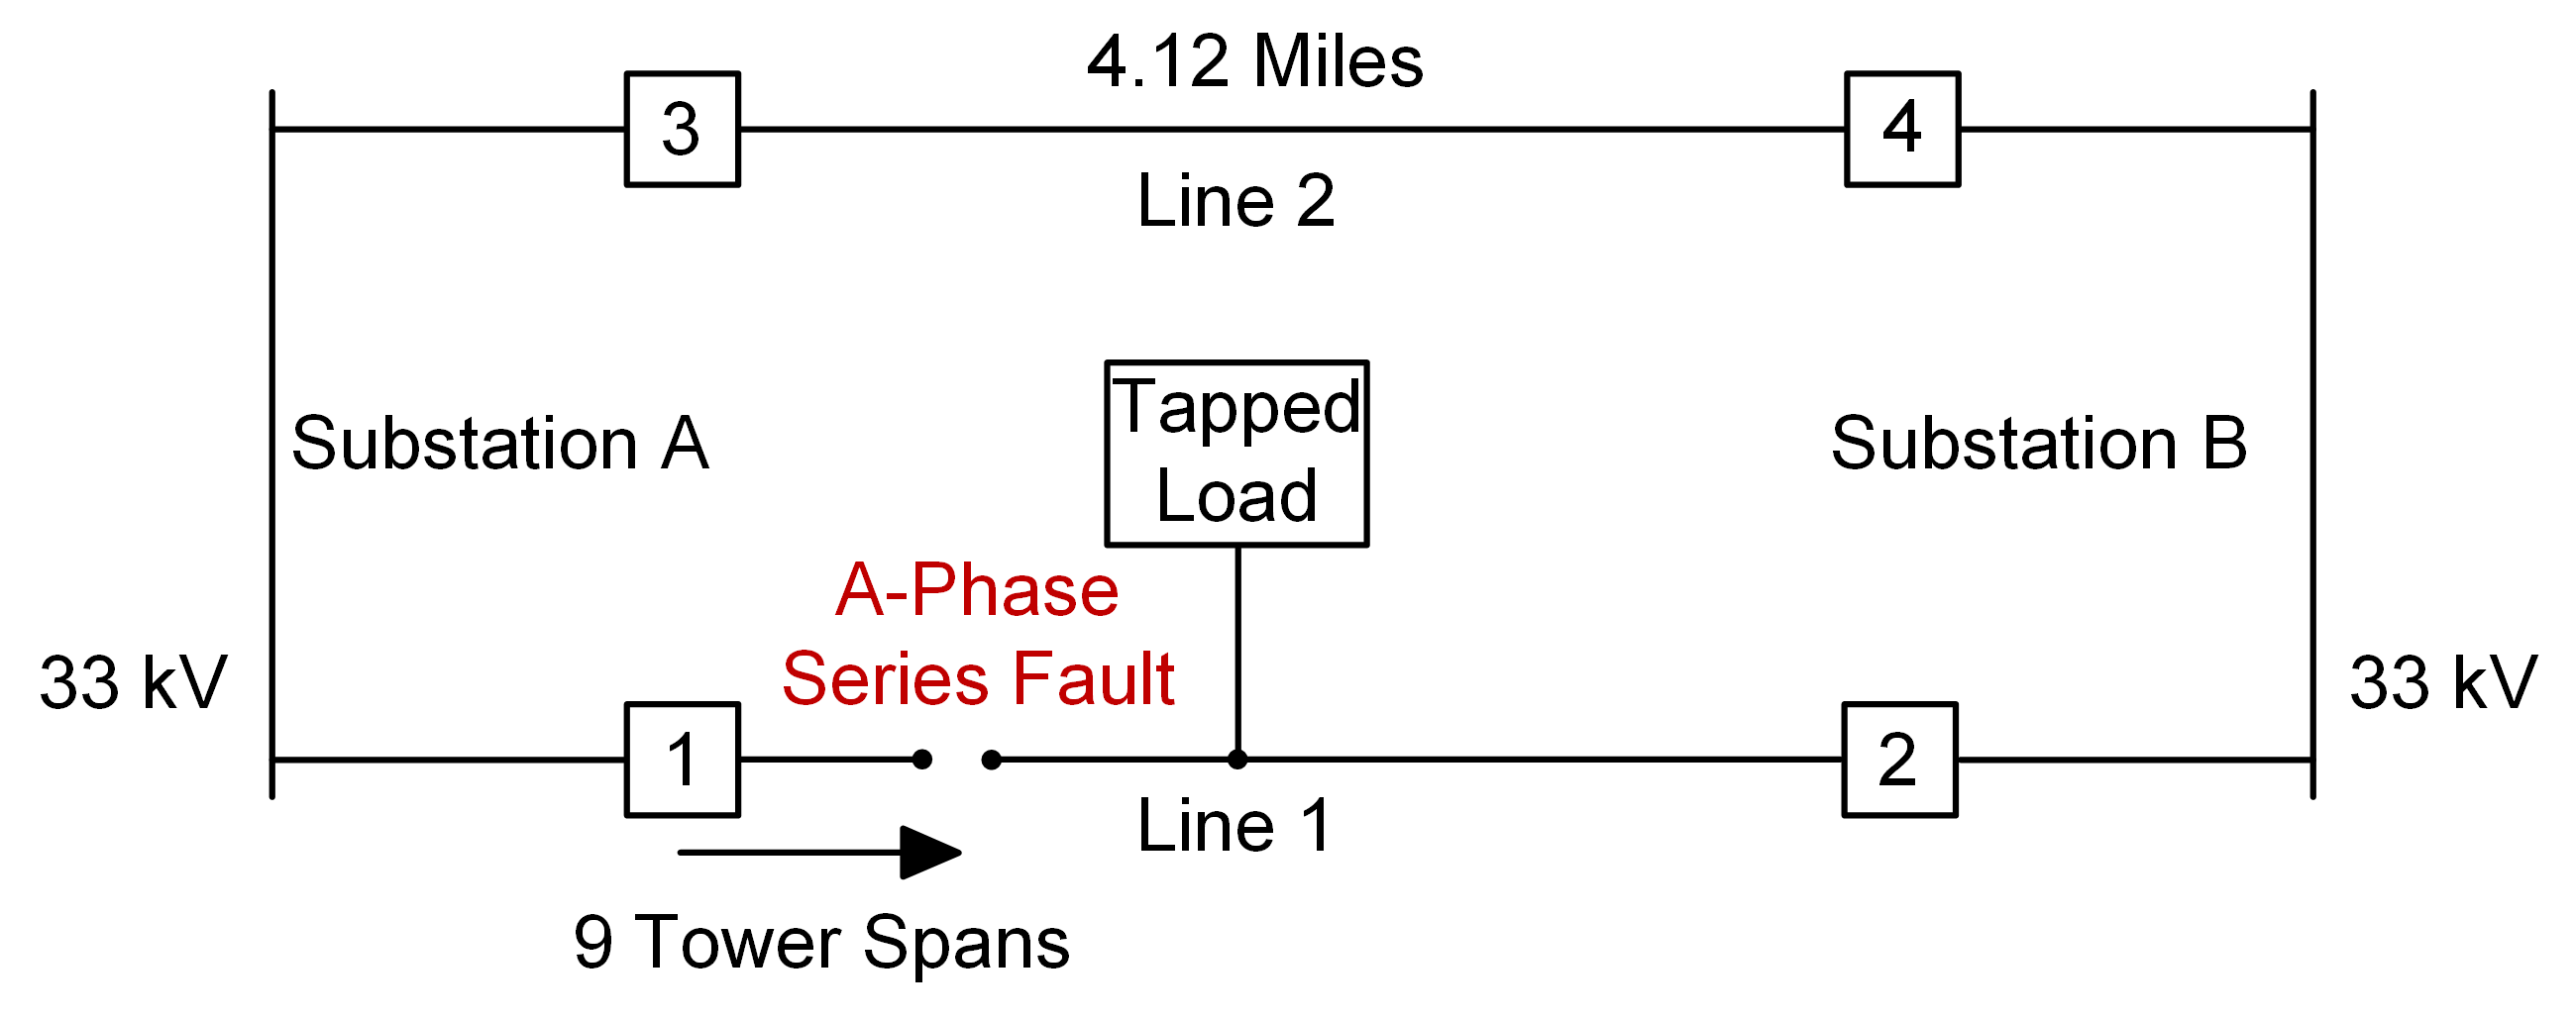 4.12 Miles
3
4
Line 2
Tapped
Load
Substation A
Substation B
A-Phase
Series Fault
33 kV
33 kV
1
2
Line 1
9 Tower Spans